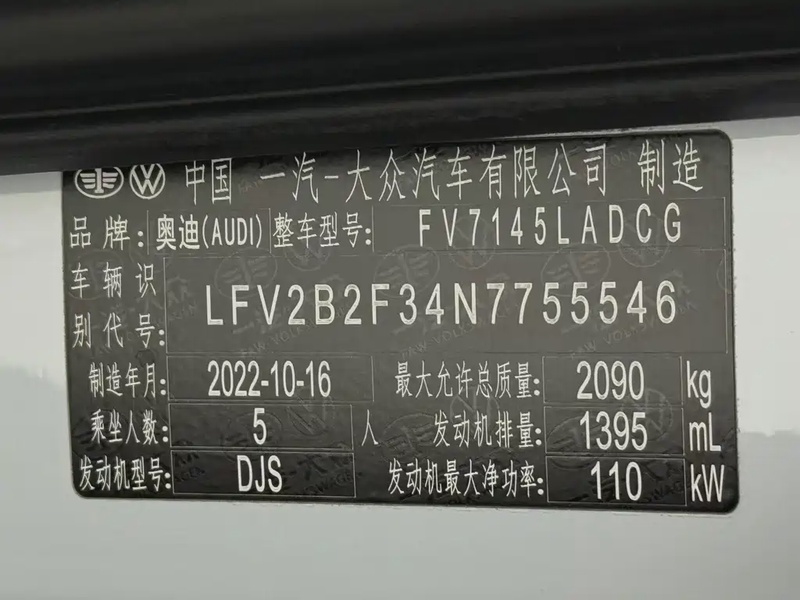 中国 一汽-大众汽车有限公司 制造
品牌: 奥迪(AUDI) 整车型号: FV7145LADCG
车辆识别代号: LFV2B2F34N7755546
制造年月: 2022-10-16 最大允许总质量: 2090 kg
乘坐人数: 5 人 发动机排量: 1395 mL
发动机型号: DJS 发动机最大净功率: 110 kW